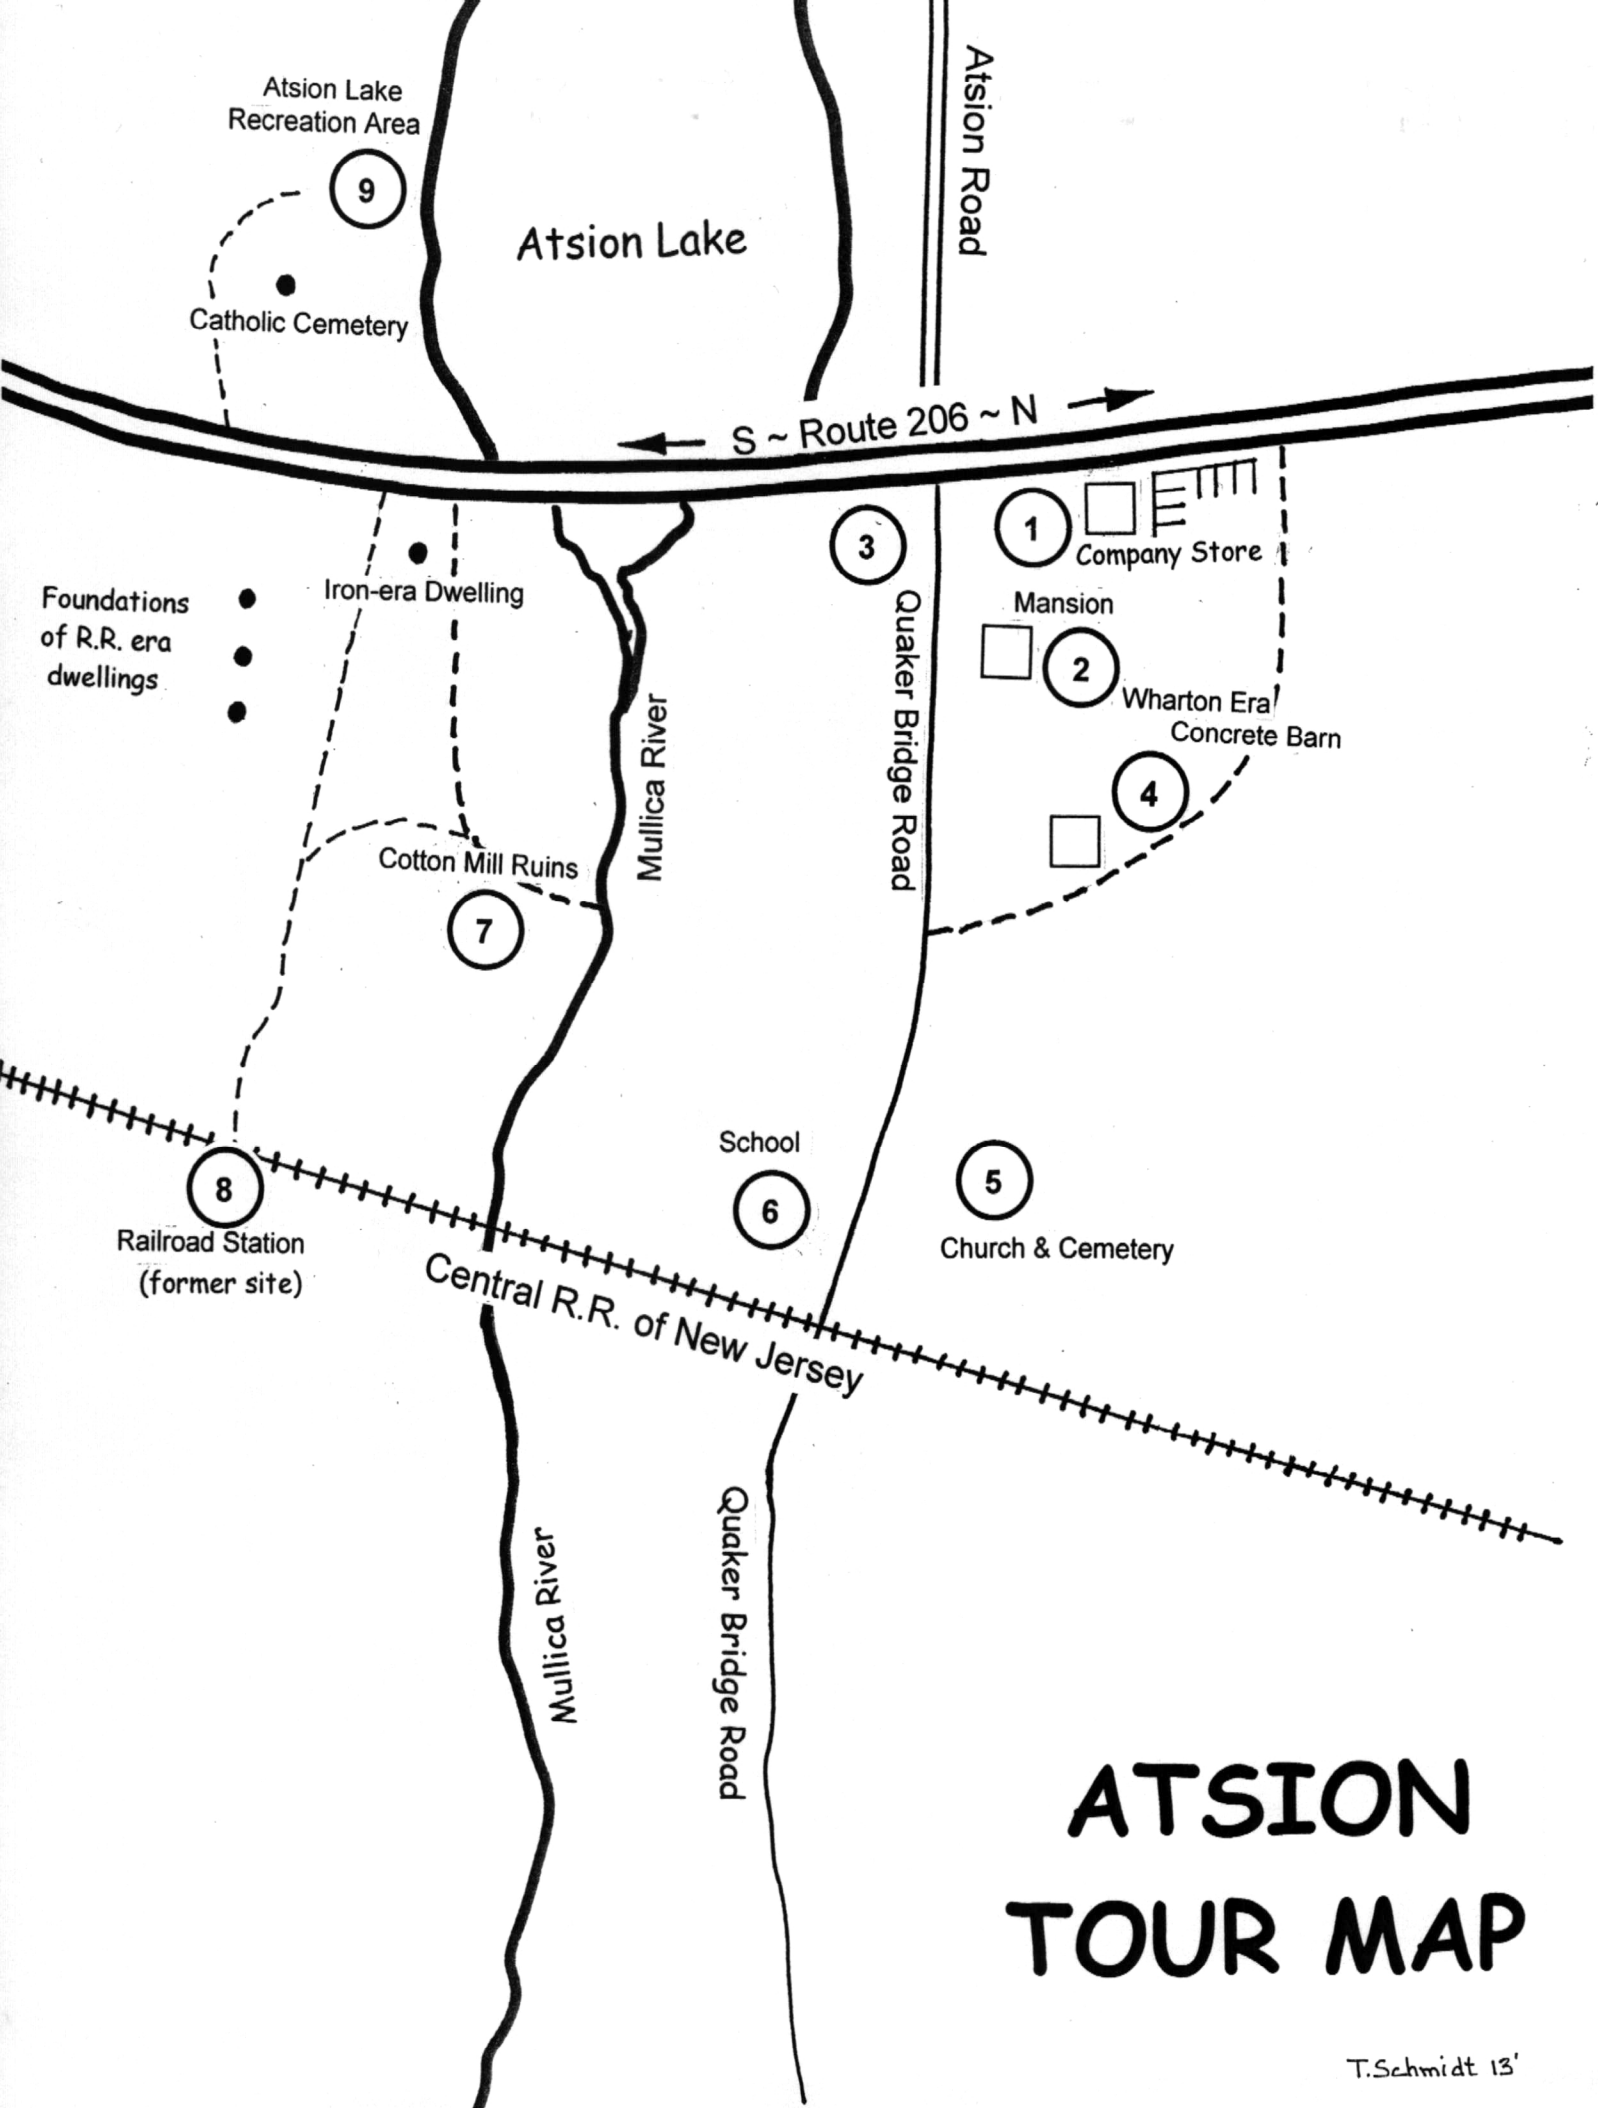 Atsion Lake
Recreation Area
9
Atsion Road
Atsion Lake
Catholic Cemetery
S ~ Route 206 ~ N
1
Company Store
3
Iron-era Dwelling
Foundations
of R.R. era
dwellings
Mansion
2
Quaker Bridge Road
Wharton Era
Concrete Barn
4
Mullica River
Cotton Mill Ruins
7
School
6
5
Church & Cemetery
8
Railroad Station
(former site)
Central R.R. of New Jersey
Mullica River
Quaker Bridge Road
ATSION
TOUR MAP
T.Schmidt 13'